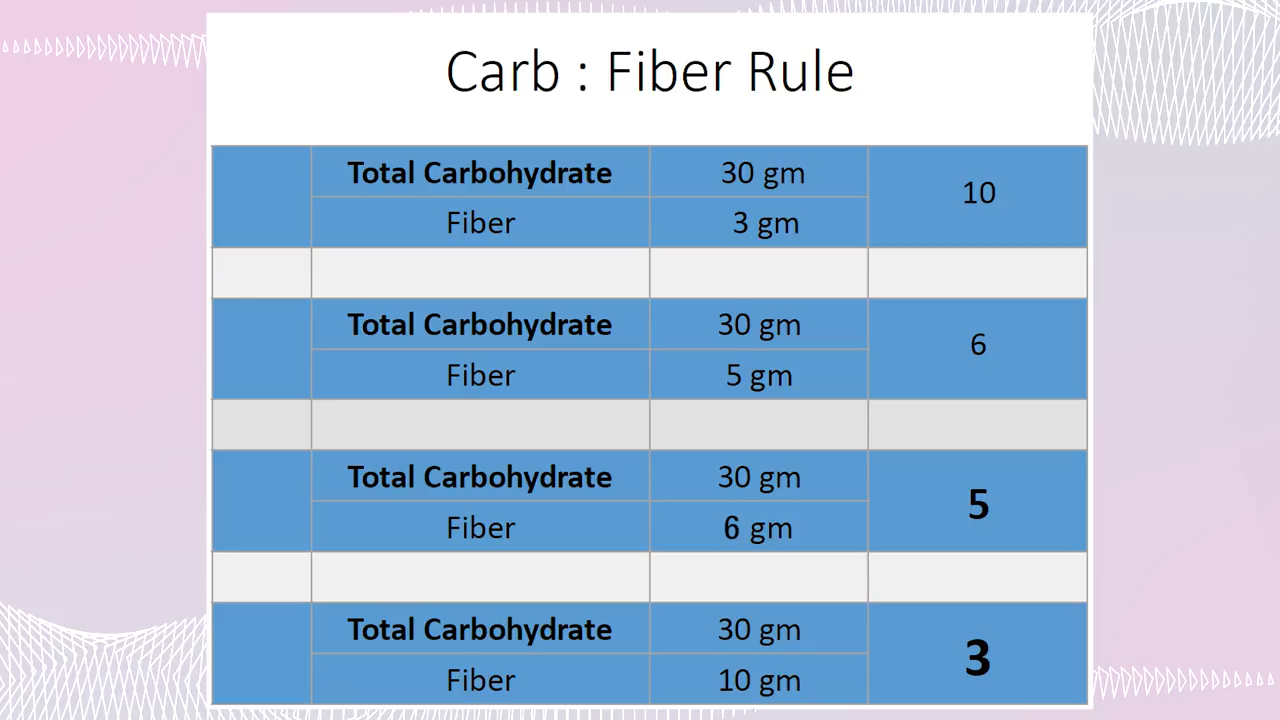 Carb : Fiber Rule
Total Carbohydrate 30 gm 10
Fiber 3 gm
Total Carbohydrate 30 gm 6
Fiber 5 gm
Total Carbohydrate 30 gm 5
Fiber 6 gm
Total Carbohydrate 30 gm 3
Fiber 10 gm